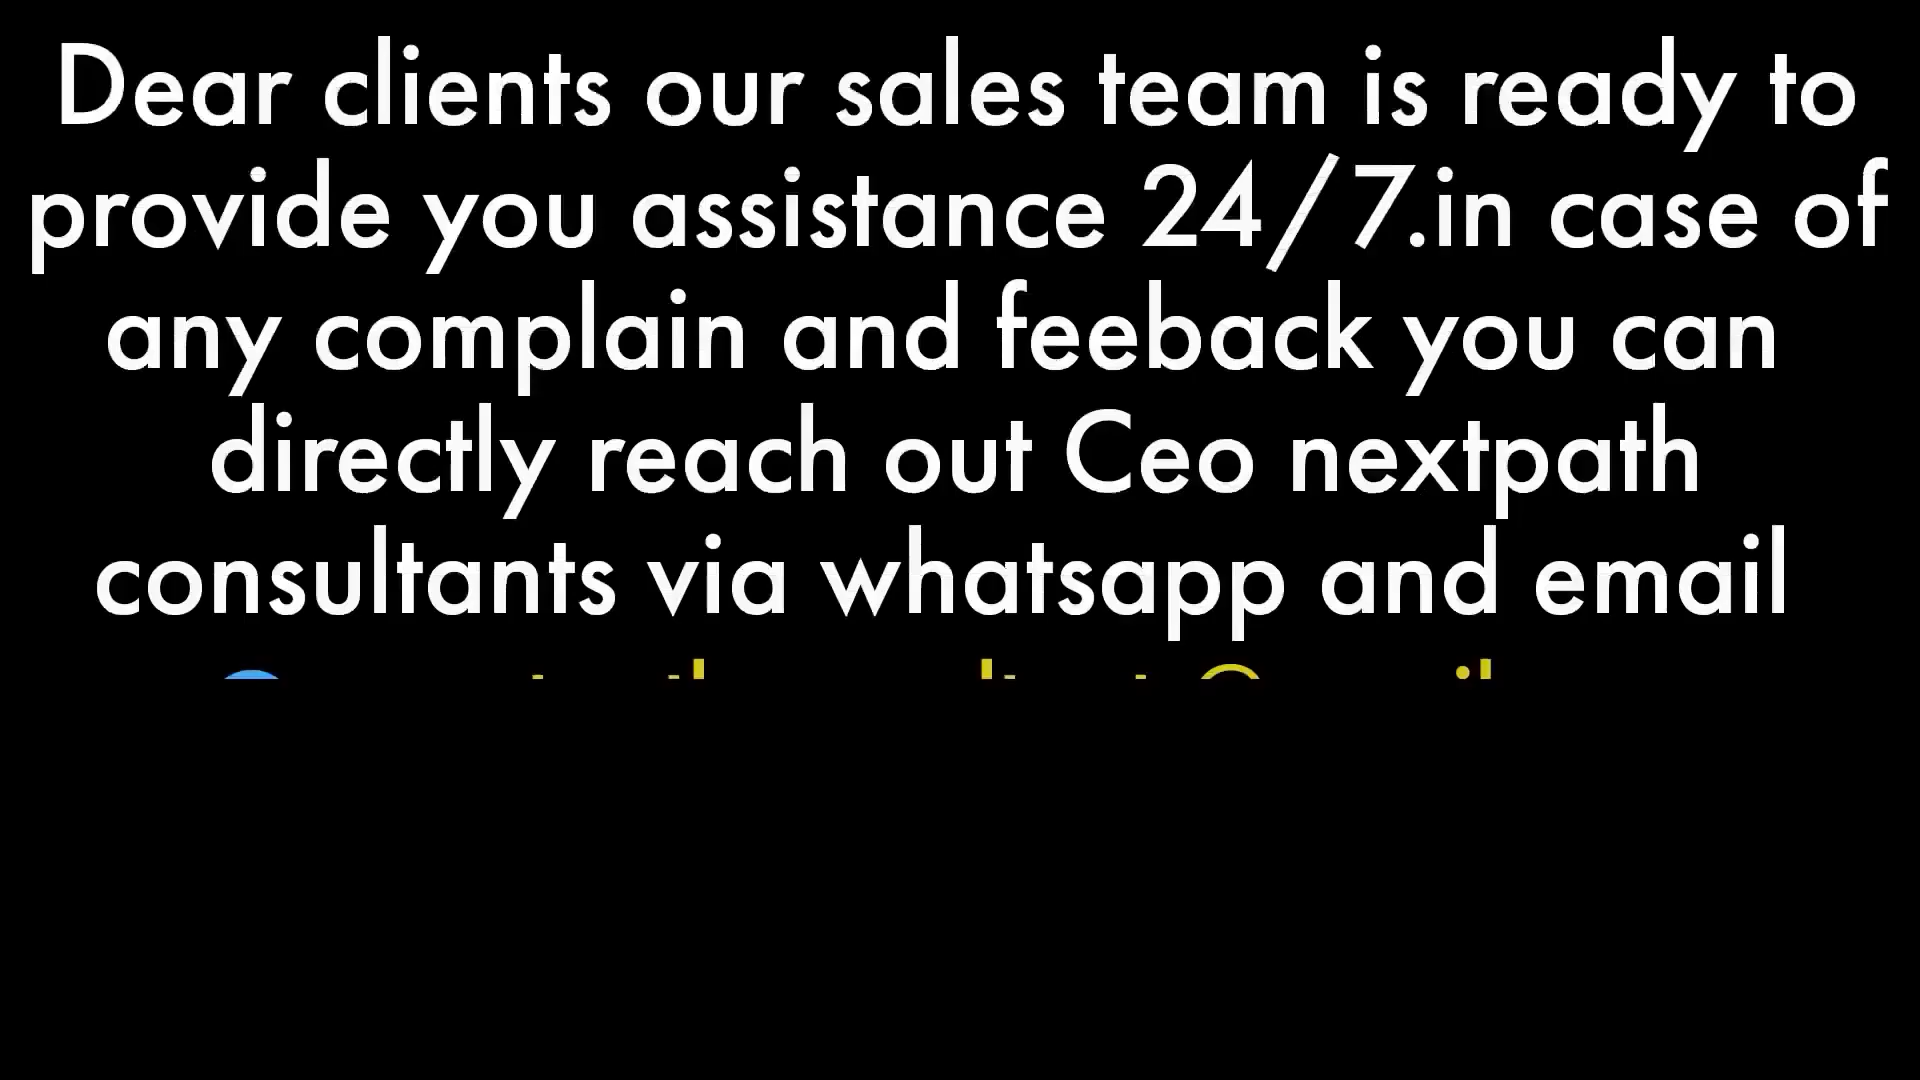 Dear clients our sales team is ready to
provide you assistance 24/7.in case of
any complain and feeback you can
directly reach out Ceo nextpath
consultants via whatsapp and email